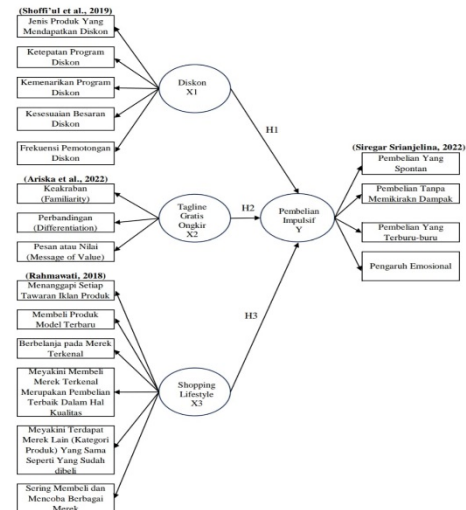 (Shoffi'ul et al., 2019)
Jenis Produk Yang
Mendapatkan Diskon
Ketepatan Program
Diskon
Kemenarikan Program
Diskon
Kesesuaian Besaran
Diskon
Frekuensi Pemotongan
Diskon
(Ariska et al., 2022)
Keakraban
(Familiarity)
Perbandingan
(Differentiation)
Pesan atau Nilai
(Message of Value)
(Rahmawati, 2018)
Menanggapi Setiap
Tawaran Iklan Produk
Membeli Produk
Model Terbaru
Berbelanja pada Merek
Terkenal
Meyakini Membeli
Merek Terkenal
Merupakan Pembelian
Terbaik Dalam Hal
Kualitas
Meyakini Terdapat
Merek Lain (Kategori
Produk) Yang Sama
Seperti Yang Sudah
dibeli
Sering Membeli dan
Mencoba Berbagai
Merek
Diskon
X1
Tagline
Gratis
Ongkir
X2
Shopping
Lifestyle
X3
H1
H2
H3
Pembelian
Impulsif
Y
(Siregar Srianjelina, 2022)
Pembelian Yang
Spontan
Pembelian Tanpa
Memikirakn Dampak
Pembelian Yang
Terburu-buru
Pengaruh Emosional